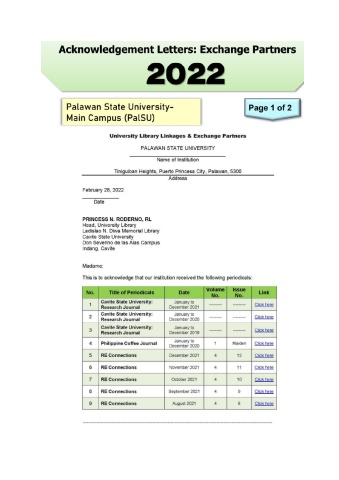 Acknowledgement Letters: Exchange Partners
2022
Palawan State University-
Main Campus (PalSU)
Page 1 of 2
University Library Linkages & Exchange Partners
PALAWAN STATE UNIVERSITY
Name of Institution
Tiniguiban Heights, Puerto Princesa City, Palawan, 5300
Address
February 28, 2022
Date
PRINCESS N. RODERNO, RL
Head, University Library
Ladislao N. Diwa Memorial Library
Cavite State University
Don Severino de las Alas Campus
Indang, Cavite
Madame:
This is to acknowledge that our institution received the following periodicals:
No. Title of Periodicals Date Volume No. Issue No. Link
1 Cavite State University: Research Journal January to December 2021 -------- -------- Click here
2 Cavite State University: Research Journal January to December 2020 -------- -------- Click here
3 Cavite State University: Research Journal January to December 2019 -------- -------- Click here
4 Philippine Coffee Journal January to December 2020 1 Maiden Click here
5 RE Connections December 2021 4 12 Click here
6 RE Connections November 2021 4 11 Click here
7 RE Connections October 2021 4 10 Click here
8 RE Connections September 2021 4 9 Click here
9 RE Connections August 2021 4 8 Click here